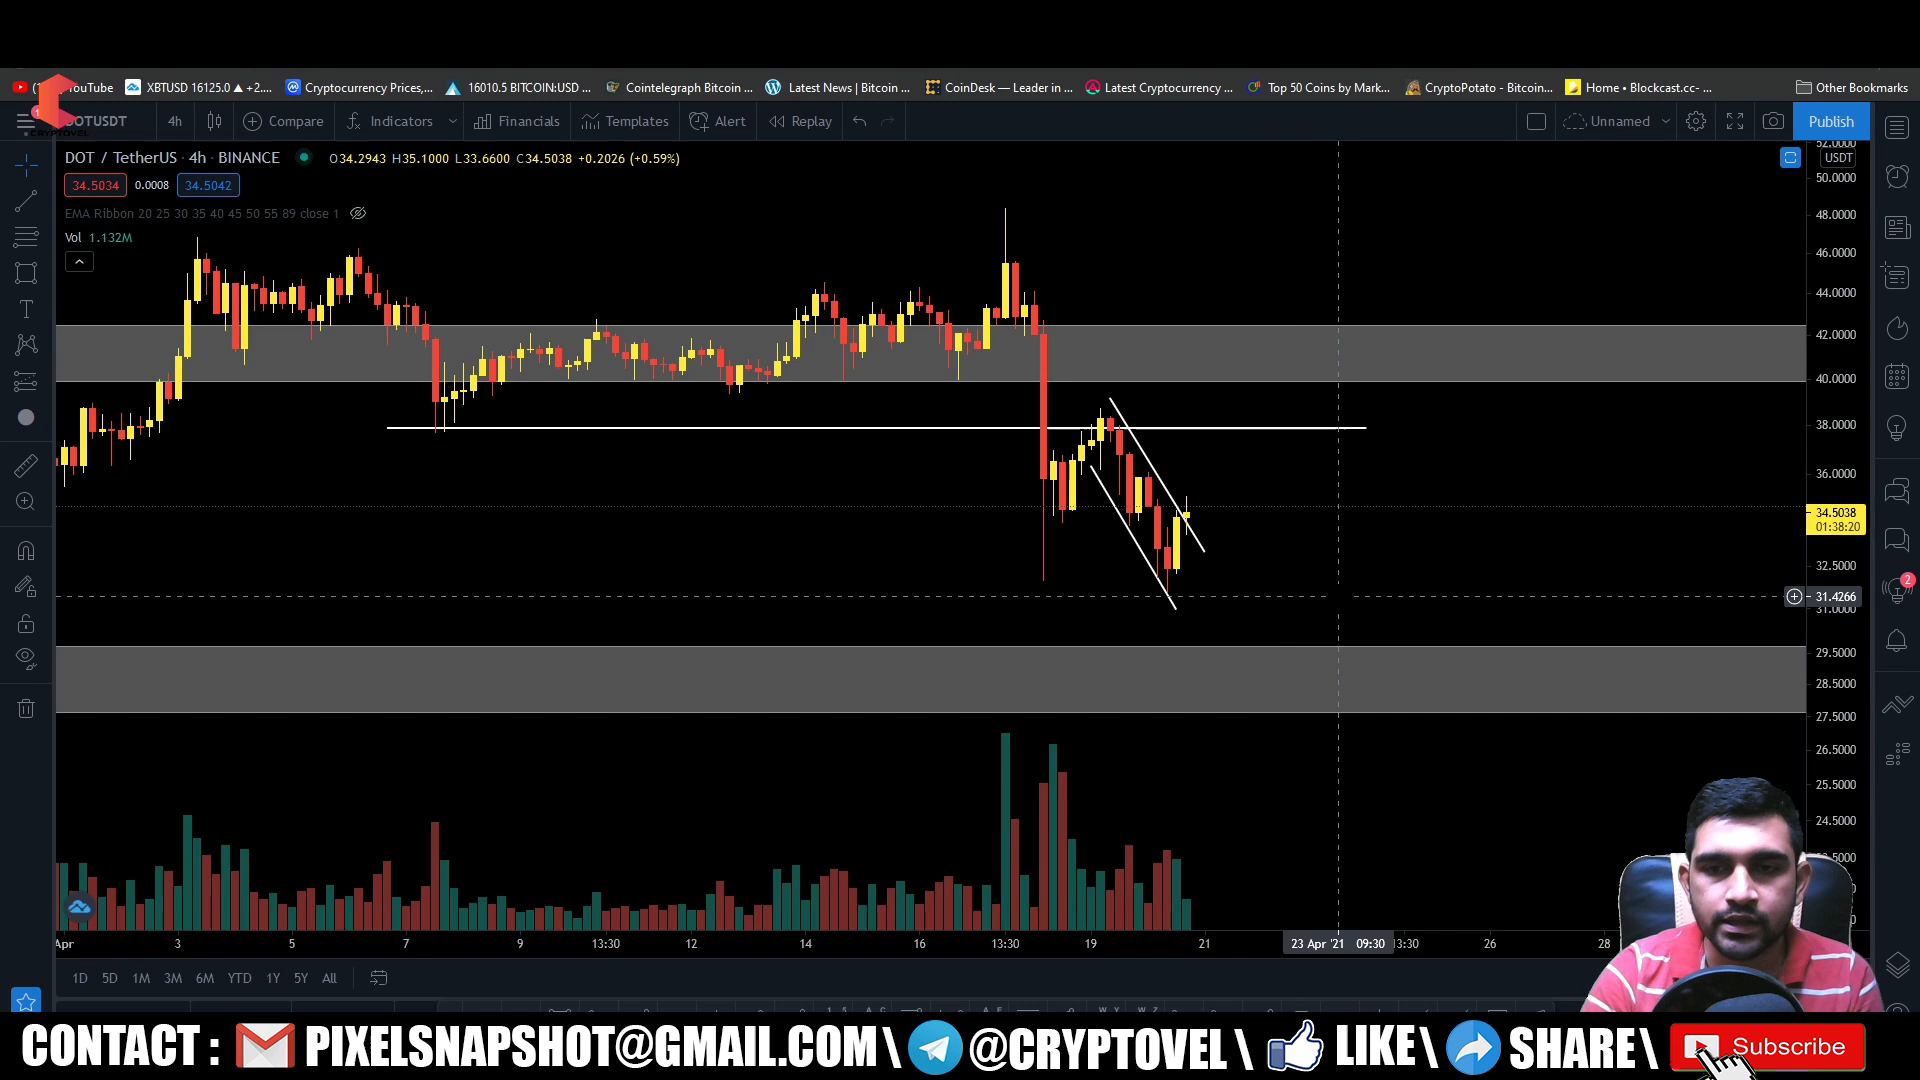 YouTube XBTUSD 16125.0 ▲ +2.... Cryptocurrency Prices,... 16010.5 BITCOIN:USD ... Cointelegraph Bitcoin ... Latest News | Bitcoin ... CoinDesk — Leader in ... Latest Cryptocurrency ... Top 50 Coins by Mark... CryptoPotato - Bitcoin... Home • Blockcast.cc- ... Other Bookmarks
DOTUSDT 4h Compare Indicators Financials Templates Alert Replay Unnamed Publish
CRYPTOVEL
DOT / TetherUS · 4h · BINANCE O34.2943 H35.1000 L33.6600 C34.5038 +0.2026 (+0.59%)
34.5034 0.0008 34.5042
EMA Ribbon 20 25 30 35 40 45 50 55 89 close 1
Vol 1.132M
52.0000
USDT
50.0000
48.0000
46.0000
44.0000
42.0000
40.0000
38.0000
36.0000
34.5038
01:38:20
32.5000
31.4266
31.0000
29.5000
28.5000
27.5000
26.5000
25.5000
24.5000
2
Apr 3 5 7 9 13:30 12 14 16 13:30 19 21 23 Apr '21 09:30 13:30 26 28
1D 5D 1M 3M 6M YTD 1Y 5Y All
CONTACT : PIXELSNAPSHOT@GMAIL.COM \ @CRYPTOVEL \ LIKE \ SHARE \ Subscribe